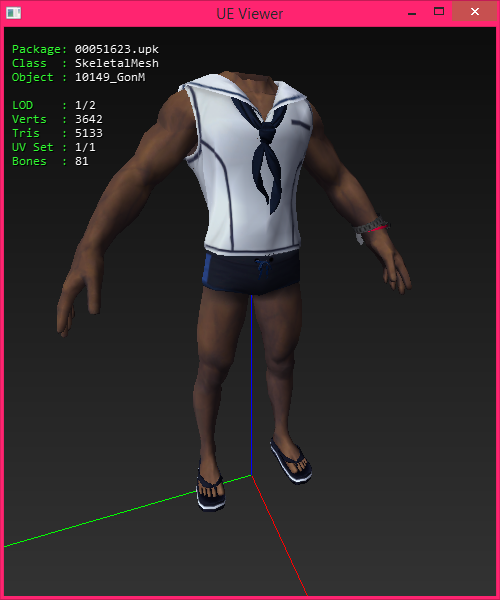 UE Viewer
Package: 00051623.upk
Class : SkeletalMesh
Object : 10149_GonM
LOD : 1/2
Verts : 3642
Tris : 5133
UV Set : 1/1
Bones : 81